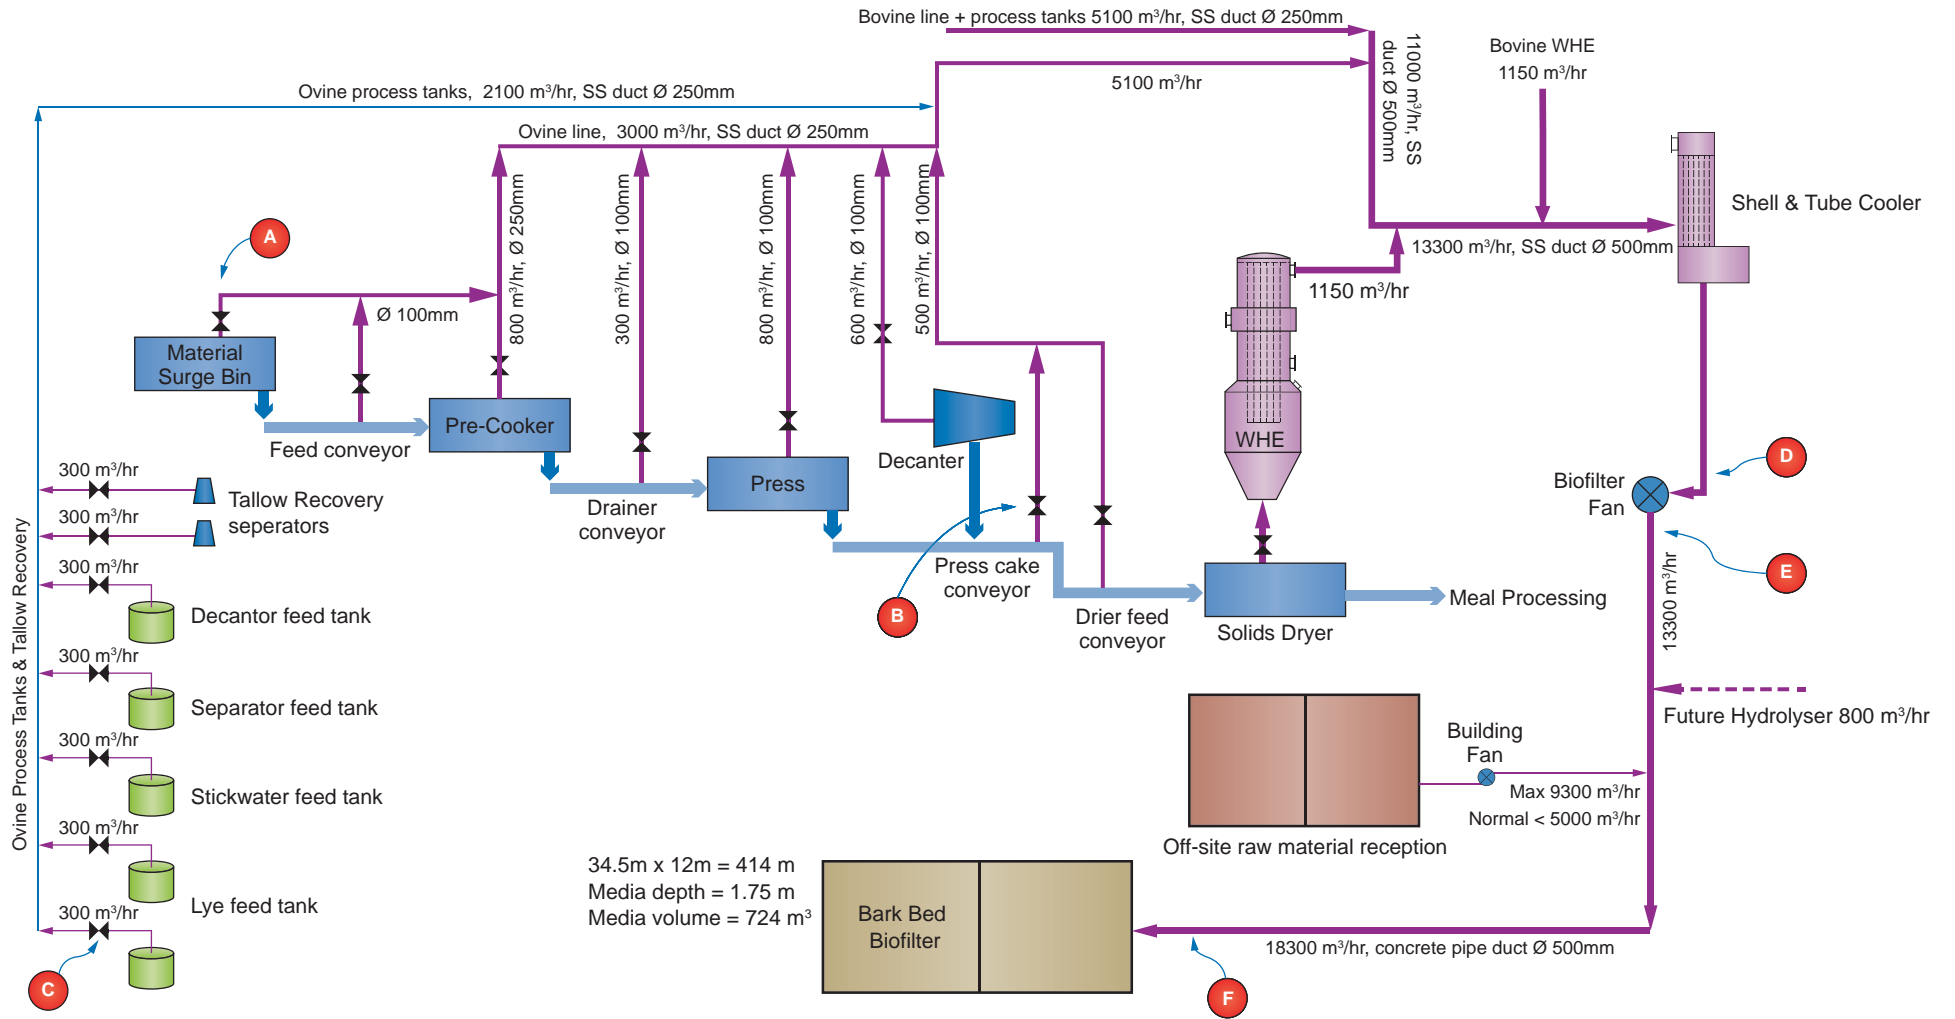 Bovine line + process tanks 5100 m³/hr, SS duct Ø 250mm
11000 m³/hr, SS
duct Ø 500mm
Bovine WHE
1150 m³/hr
5100 m³/hr
Ovine process tanks,  2100 m³/hr, SS duct Ø 250mm
Ovine line,  3000 m³/hr, SS duct Ø 250mm
Shell & Tube Cooler
13300 m³/hr, SS duct Ø 500mm
1150 m³/hr
A
Ø 100mm
800 m³/hr, Ø 250mm
300 m³/hr, Ø 100mm
800 m³/hr, Ø 100mm
600 m³/hr, Ø 100mm
500 m³/hr, Ø 100mm
Material
Surge Bin
Feed conveyor
Pre-Cooker
Drainer
conveyor
Press
Decanter
WHE
Press cake
conveyor
B
Drier feed
conveyor
Solids Dryer
Meal Processing
D
Biofilter
Fan
E
13300 m³/hr
Future Hydrolyser 800 m³/hr
Building
Fan
Max 9300 m³/hr
Normal < 5000 m³/hr
Off-site raw material reception
Ovine Process Tanks & Tallow Recovery
300 m³/hr
Tallow Recovery
seperators
300 m³/hr
300 m³/hr
Decantor feed tank
300 m³/hr
Separator feed tank
300 m³/hr
Stickwater feed tank
300 m³/hr
Lye feed tank
300 m³/hr
C
34.5m x 12m = 414 m
Media depth = 1.75 m
Media volume = 724 m³
Bark Bed
Biofilter
18300 m³/hr, concrete pipe duct Ø 500mm
F